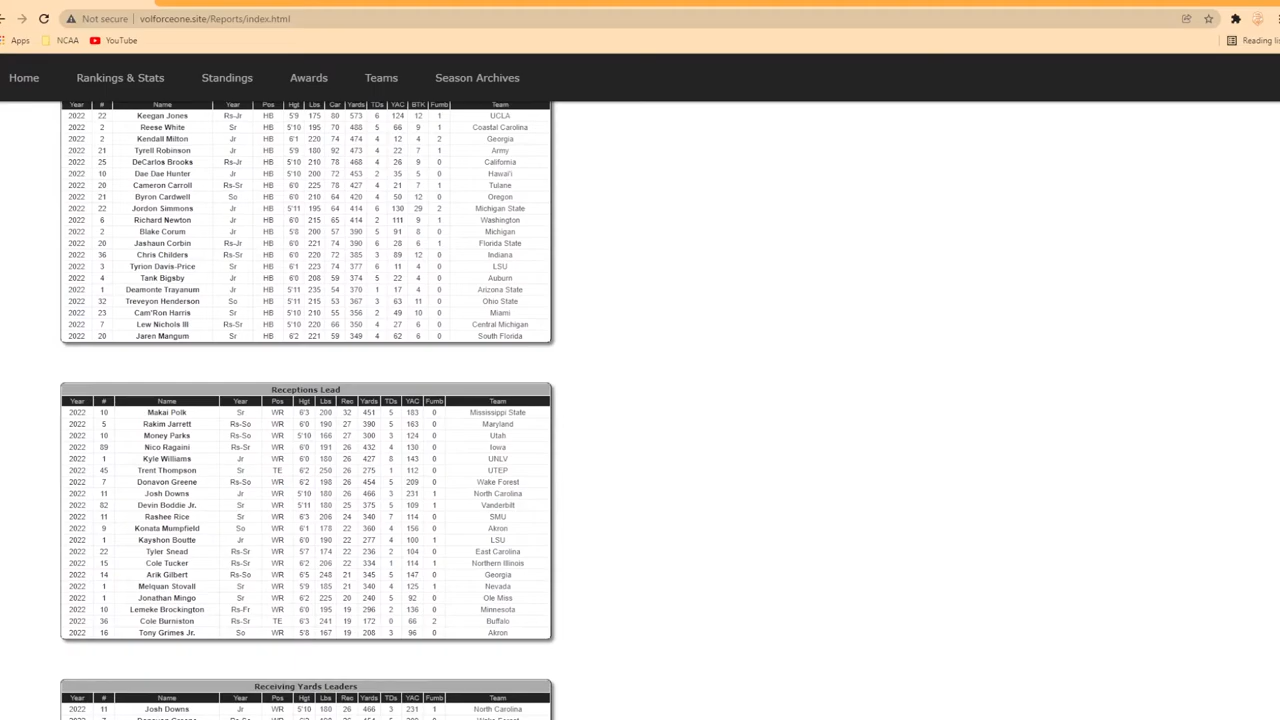 Not secure volforceone.site/Reports/index.html
Apps NCAA YouTube Reading lis
Home Rankings & Stats Standings Awards Teams Season Archives
Year # Name Year Pos Hgt Lbs Car Yards TDs YAC BTK Fumb Team
2022 22 Keegan Jones Rs-Jr HB 5'9 175 80 573 6 124 12 1 UCLA
2022 2 Reese White Sr HB 5'10 195 70 488 5 66 9 1 Coastal Carolina
2022 2 Kendall Milton Jr HB 6'1 220 74 474 4 12 4 2 Georgia
2022 21 Tyrell Robinson Jr HB 5'9 180 92 473 4 22 7 1 Army
2022 25 DeCarlos Brooks Rs-Jr HB 5'10 210 78 468 4 26 9 0 California
2022 10 Dae Dae Hunter Jr HB 5'10 200 72 453 2 35 5 0 Hawai'i
2022 20 Cameron Carroll Rs-Sr HB 6'0 225 78 427 4 21 7 1 Tulane
2022 21 Byron Cardwell So HB 6'0 210 64 420 4 50 12 0 Oregon
2022 22 Jordon Simmons Jr HB 5'11 195 64 414 6 130 29 2 Michigan State
2022 6 Richard Newton Jr HB 6'0 215 65 414 2 111 9 1 Washington
2022 2 Blake Corum Jr HB 5'8 200 57 390 5 91 8 0 Michigan
2022 20 Jashaun Corbin Rs-Jr HB 6'0 221 74 390 6 28 6 1 Florida State
2022 36 Chris Childers Rs-Sr HB 6'0 220 72 385 3 89 12 0 Indiana
2022 3 Tyrion Davis-Price Sr HB 6'1 223 74 377 6 11 4 0 LSU
2022 4 Tank Bigsby Jr HB 6'0 208 59 374 5 22 4 0 Auburn
2022 1 Deamonte Trayanum Jr HB 5'11 235 54 370 1 17 4 0 Arizona State
2022 32 Treveyon Henderson So HB 5'11 215 53 367 3 63 11 0 Ohio State
2022 23 Cam'Ron Harris Sr HB 5'10 210 55 356 2 49 10 0 Miami
2022 7 Lew Nichols III Rs-Sr HB 5'10 220 66 350 4 27 6 0 Central Michigan
2022 20 Jaren Mangum Sr HB 6'2 221 59 349 4 62 6 0 South Florida
Receptions Lead
Year # Name Year Pos Hgt Lbs Rec Yards TDs YAC Fumb Team
2022 10 Makai Polk Sr WR 6'3 200 32 451 5 183 0 Mississippi State
2022 5 Rakim Jarrett Rs-So WR 6'0 190 27 390 5 163 0 Maryland
2022 10 Money Parks Rs-So WR 5'10 166 27 300 3 124 0 Utah
2022 89 Nico Ragaini Rs-Sr WR 6'0 191 26 432 4 130 0 Iowa
2022 1 Kyle Williams Jr WR 6'0 180 26 427 8 143 0 UNLV
2022 45 Trent Thompson Sr TE 6'2 250 26 275 1 112 0 UTEP
2022 7 Donavon Greene Rs-So WR 6'2 198 26 454 5 209 0 Wake Forest
2022 11 Josh Downs Jr WR 5'10 180 26 466 3 231 1 North Carolina
2022 82 Devin Boddie Jr. Sr WR 5'11 180 25 375 5 109 1 Vanderbilt
2022 11 Rashee Rice Sr WR 6'3 206 24 340 7 114 0 SMU
2022 9 Konata Mumpfield So WR 6'1 178 22 360 4 156 0 Akron
2022 1 Kayshon Boutte Jr WR 6'0 190 22 277 4 100 1 LSU
2022 22 Tyler Snead Rs-Sr WR 5'7 174 22 236 2 104 0 East Carolina
2022 15 Cole Tucker Rs-Sr WR 6'2 206 22 334 1 114 1 Northern Illinois
2022 14 Arik Gilbert Rs-So WR 6'5 248 21 345 5 147 0 Georgia
2022 1 Melquan Stovall Sr WR 5'9 185 21 340 4 125 1 Nevada
2022 1 Jonathan Mingo Sr WR 6'2 225 20 240 5 92 0 Ole Miss
2022 10 Lemeke Brockington Rs-Fr WR 6'0 195 19 296 2 136 0 Minnesota
2022 36 Cole Burniston Rs-Sr TE 6'3 241 19 172 0 66 2 Buffalo
2022 16 Tony Grimes Jr. So WR 5'8 167 19 208 3 96 0 Akron
Receiving Yards Leaders
Year # Name Year Pos Hgt Lbs Rec Yards TDs YAC Fumb Team
2022 11 Josh Downs Jr WR 5'10 180 26 466 3 231 1 North Carolina